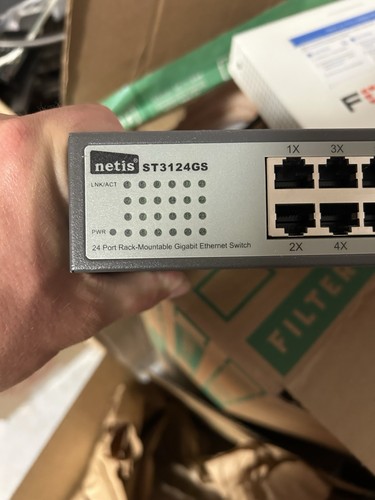 netis® ST3124GS
LNK/ACT
PWR
24 Port Rack-Mountable Gigabit Ethernet Switch
1X 3X
2X 4X
FILTER